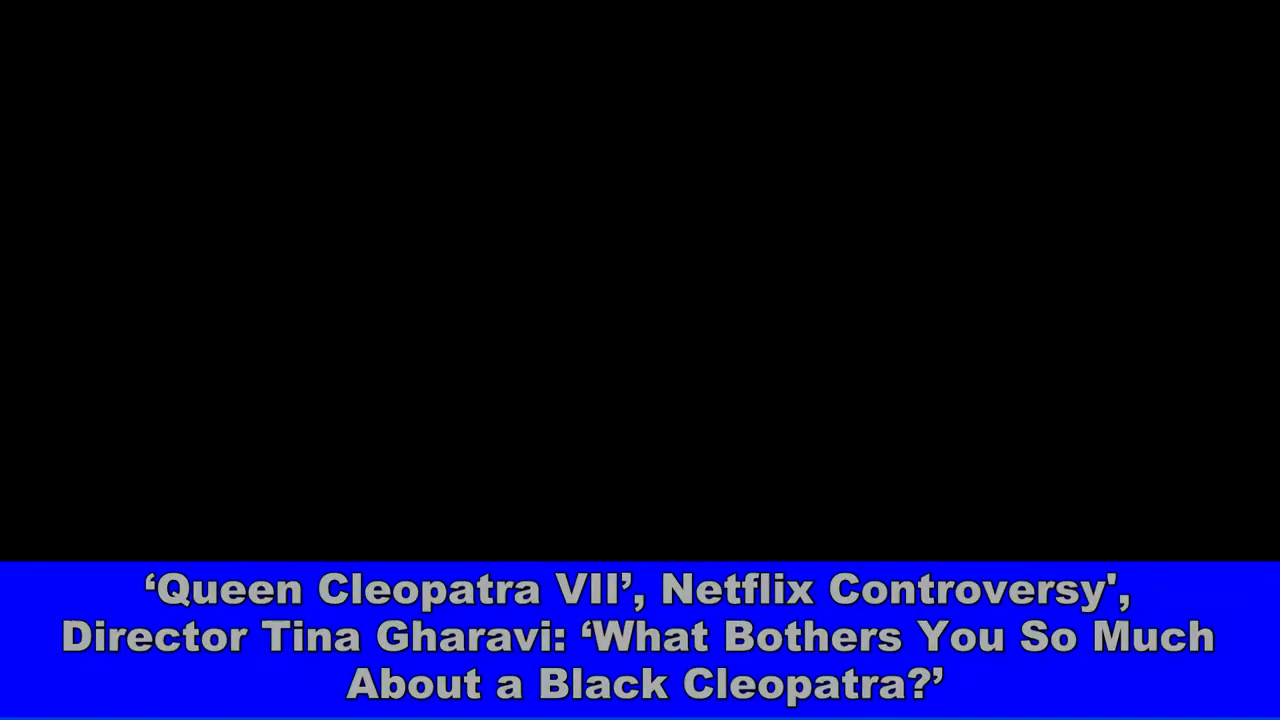 ‘Queen Cleopatra VII’, Netflix Controversy',
Director Tina Gharavi: ‘What Bothers You So Much
About a Black Cleopatra?’